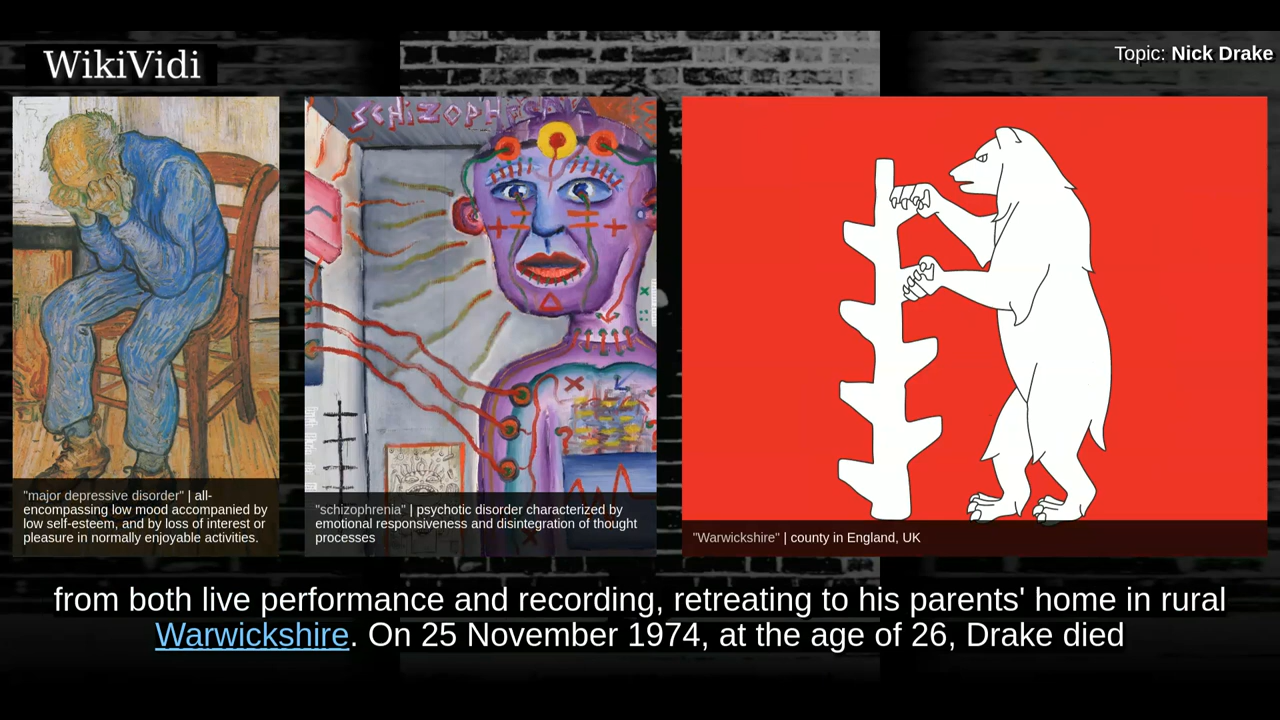 WikiVidi
Topic: Nick Drake
SCHIZOPHRENIA
"major depressive disorder" | all-
encompassing low mood accompanied by
low self-esteem, and by loss of interest or
pleasure in normally enjoyable activities.
"schizophrenia" | psychotic disorder characterized by
emotional responsiveness and disintegration of thought
processes
"Warwickshire" | county in England, UK
from both live performance and recording, retreating to his parents' home in rural
Warwickshire. On 25 November 1974, at the age of 26, Drake died